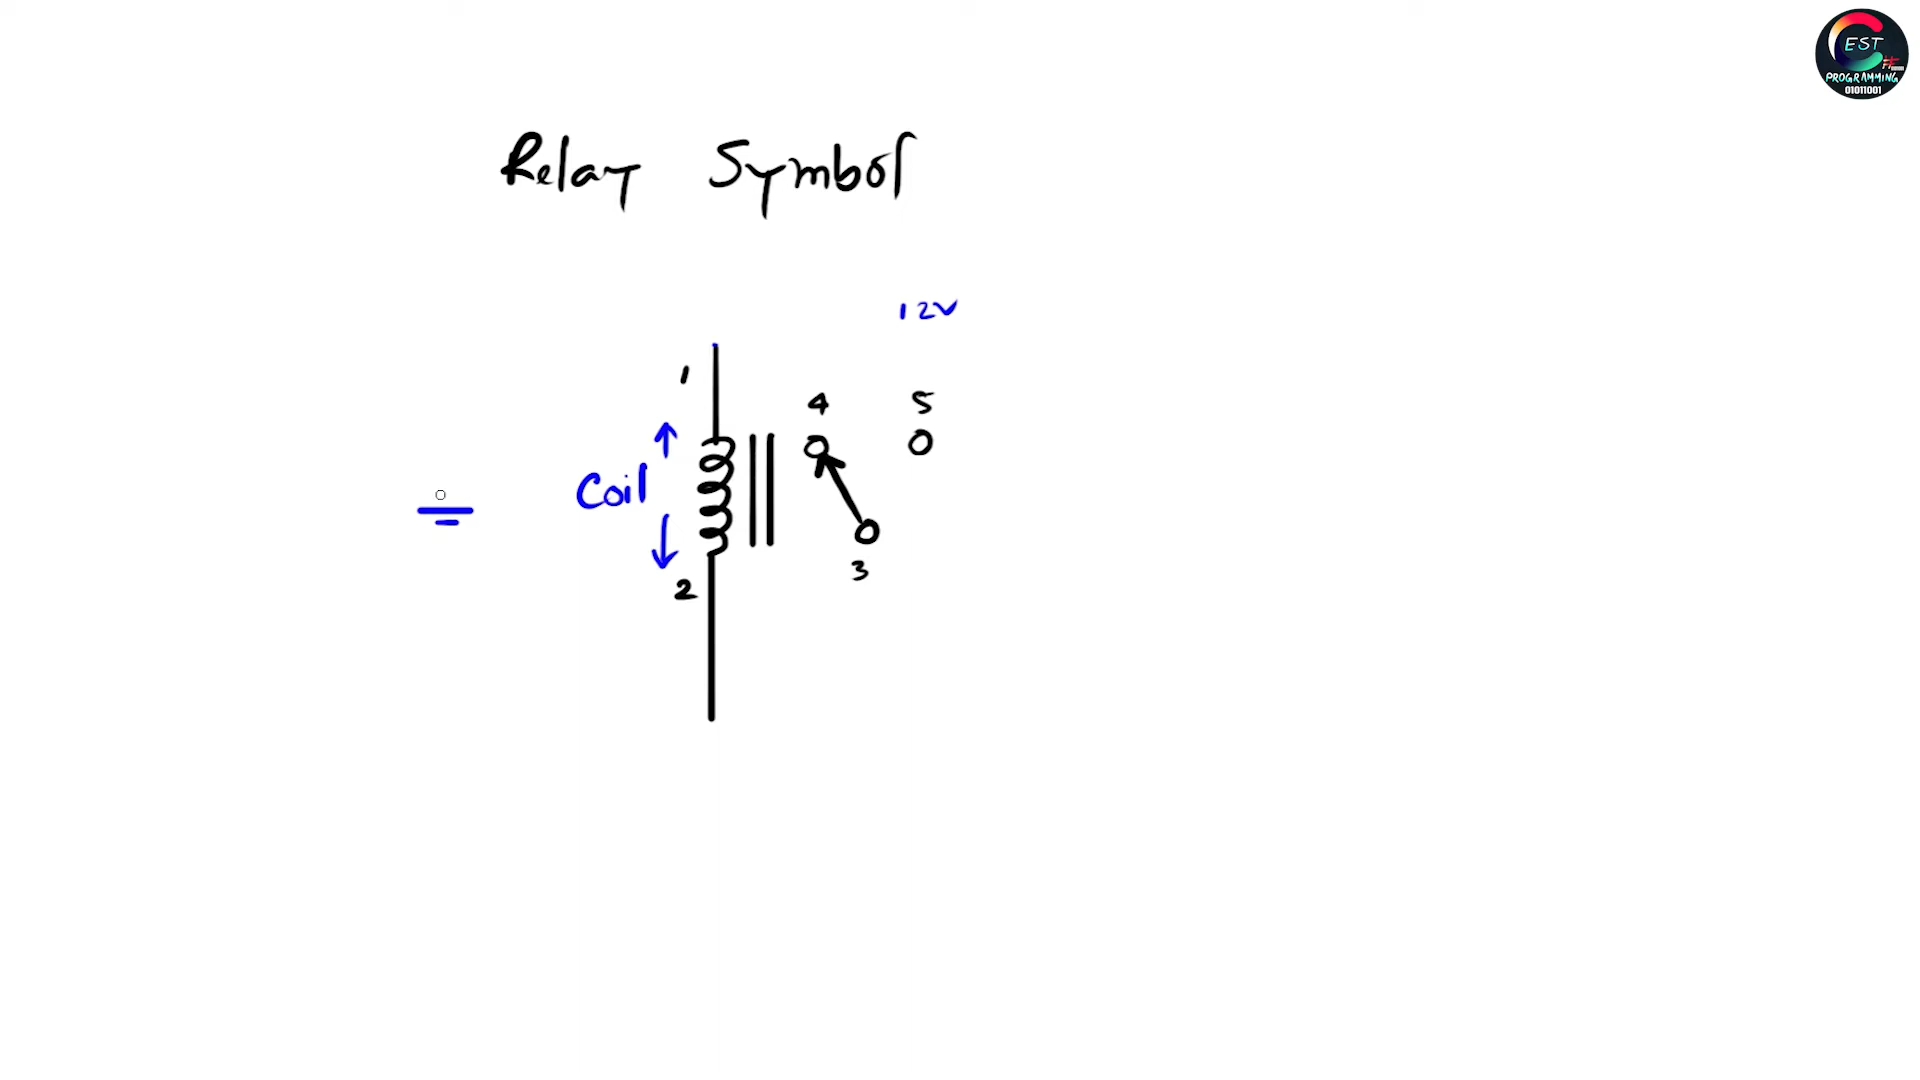 EST
PROGRAMMING
01011001
Relay Symbol
12V
1
4 5
Coil
3
2